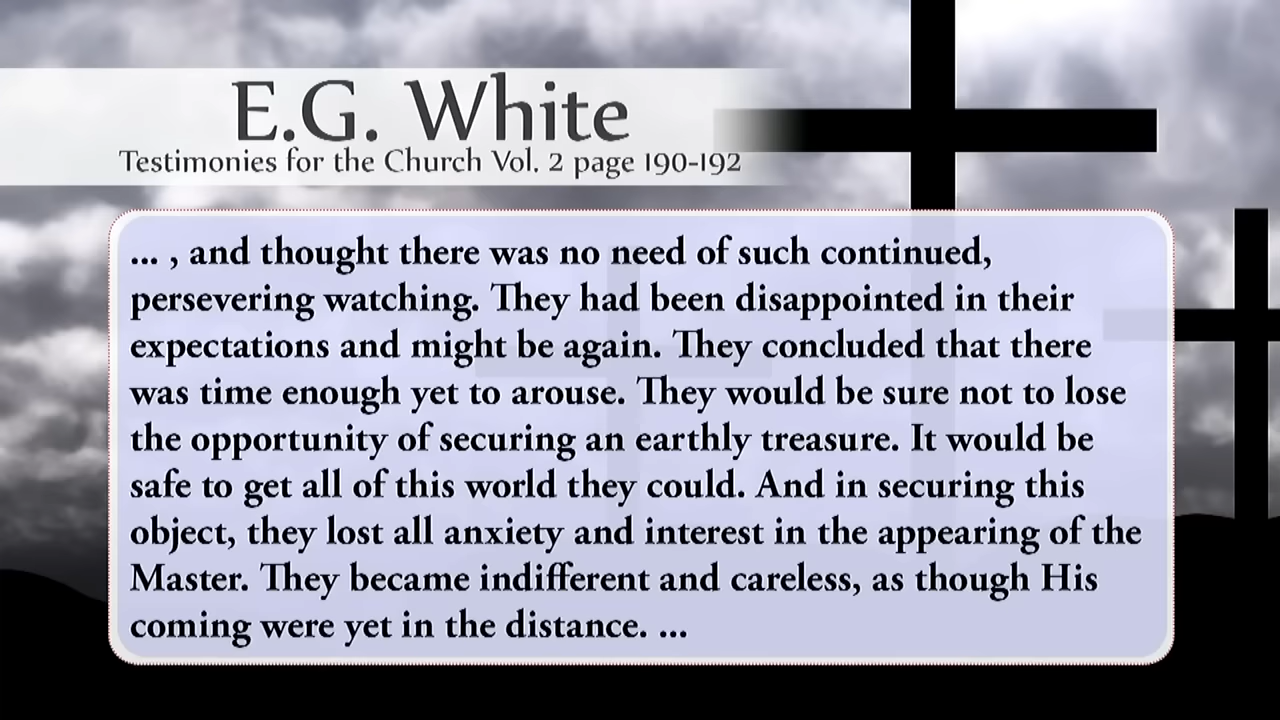 E.G. White
Testimonies for the Church Vol. 2 page 190-192
... , and thought there was no need of such continued,
persevering watching. They had been disappointed in their
expectations and might be again. They concluded that there
was time enough yet to arouse. They would be sure not to lose
the opportunity of securing an earthly treasure. It would be
safe to get all of this world they could. And in securing this
object, they lost all anxiety and interest in the appearing of the
Master. They became indifferent and careless, as though His
coming were yet in the distance. ...